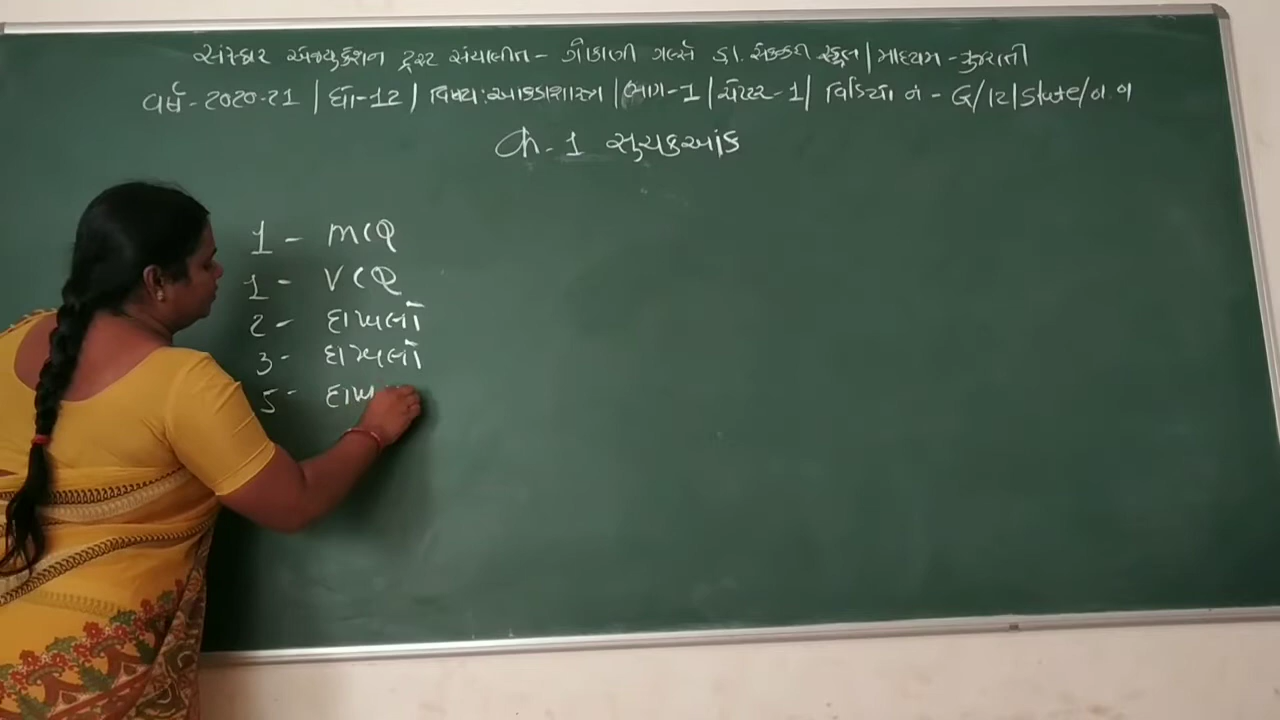 સંસ્કાર એજ્યુકેશન ટ્રસ્ટ સંચાલીત - ગર્લ્સ હા. સેકન્ડરી સ્કૂલ | માધ્યમ - ગુજરાતી
વર્ષ - 2020-21 | ધો-12 | વિષય : આંકડાશાસ્ત્ર | ભાગ-1 | ચેપ્ટર-1 | વિડિયો નં - G/12/State/
Ch. 1 સુચકઆંક
1 - MCQ
1 - VCQ
2 - દાખલો
3 - દાખલો
5 - દાખ